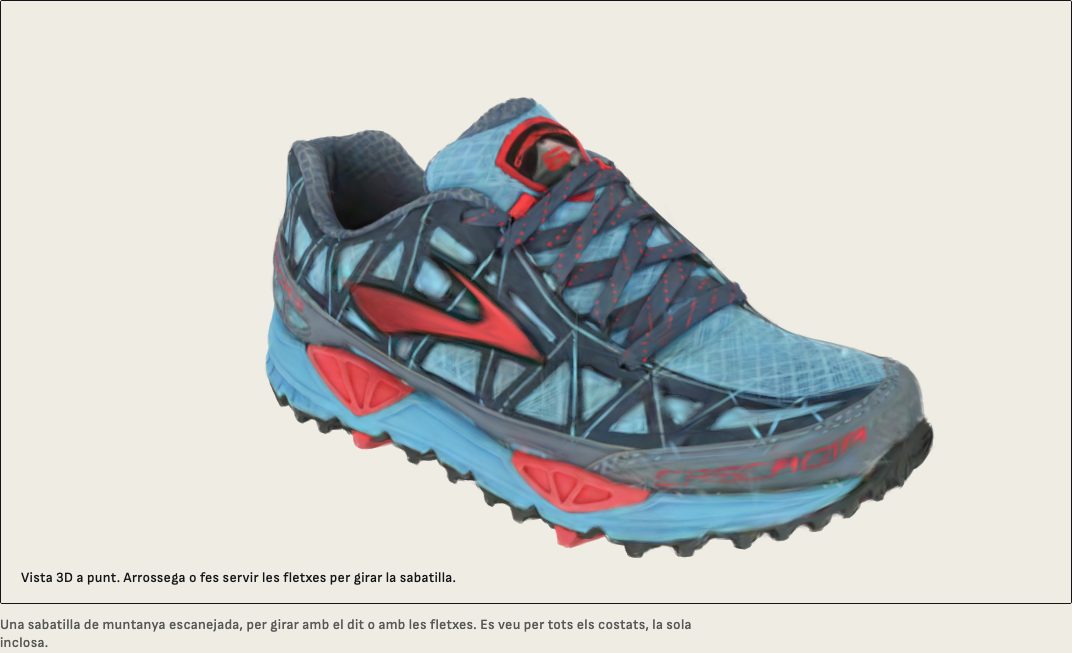 CASCADIA
Vista 3D a punt. Arrossega o fes servir les fletxes per girar la sabatilla.
Una sabatilla de muntanya escanejada, per girar amb el dit o amb les fletxes. Es veu per tots els costats, la sola
inclosa.